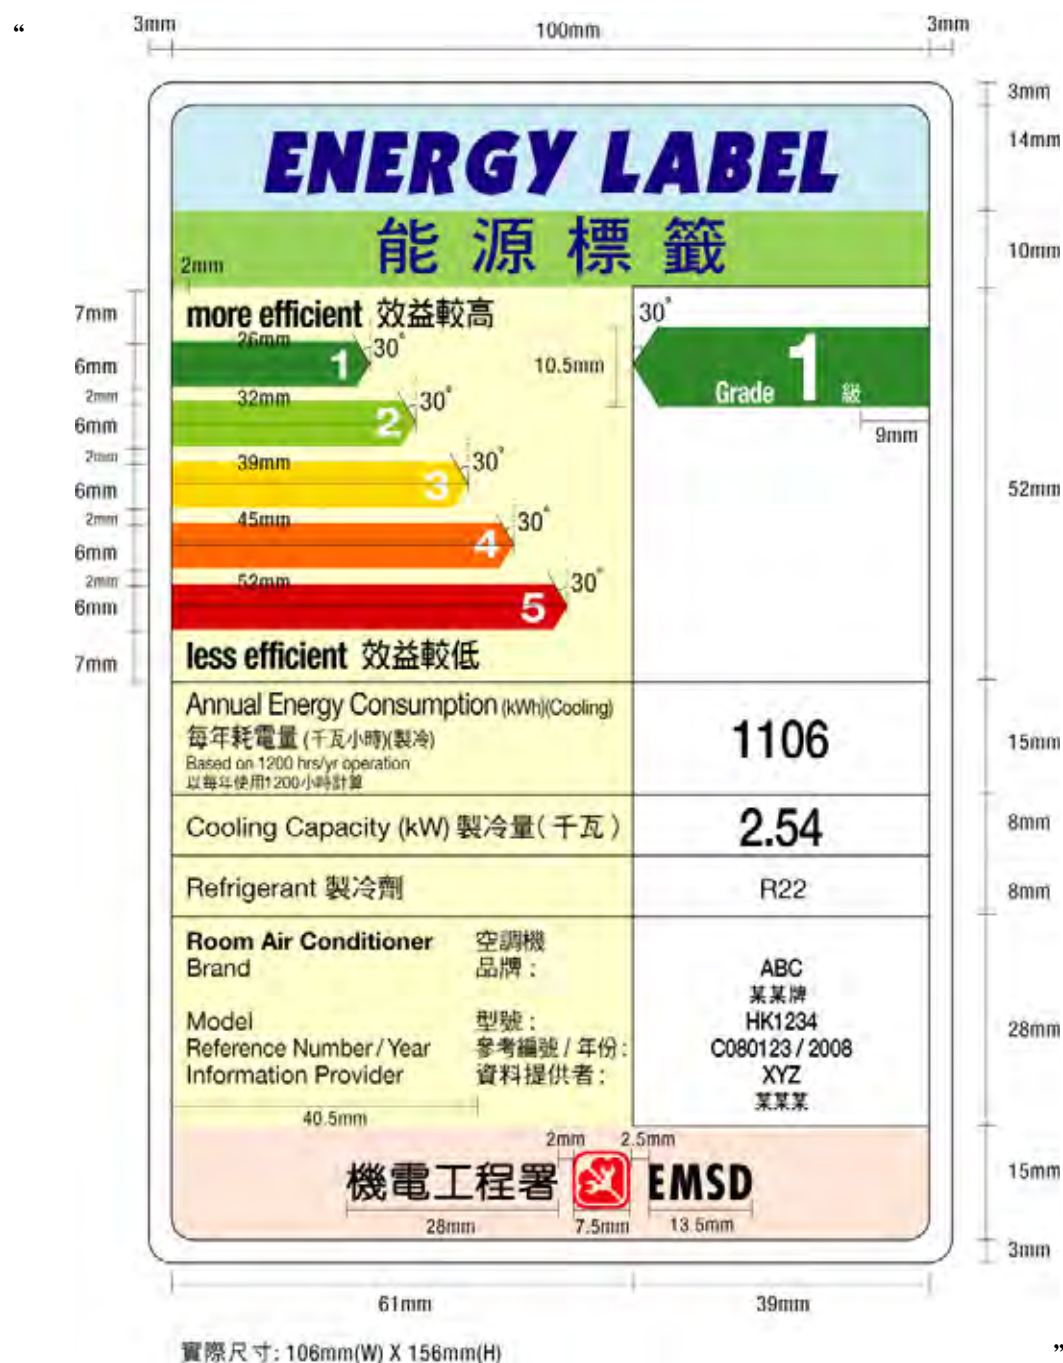 “
3mm 100mm 3mm
3mm
ENERGY LABEL
14mm
能源標籤
10mm
2mm
7mm
more efficient 效益較高
30°
26mm
30°
6mm
1
10.5mm
Grade 1 級
2mm
32mm
30°
6mm
2
9mm
2mm
39mm
30°
6mm
3
52mm
2mm
45mm
30°
6mm
4
2mm
52mm
30°
6mm
5
7mm
less efficient 效益較低
Annual Energy Consumption (kWh)(Cooling)
每年耗電量 (千瓦小時)(製冷)
1106
15mm
Based on 1200 hrs/yr operation
以每年使用1200小時計算
Cooling Capacity (kW) 製冷量 ( 千瓦 )
2.54
8mm
Refrigerant 製冷劑
R22
8mm
Room Air Conditioner 空調機
Brand 品牌 :
ABC
某某牌
Model 型號 :
HK1234
28mm
Reference Number / Year 參考編號 / 年份 :
C080123 / 2008
Information Provider 資料提供者 :
XYZ
某某某
40.5mm
2mm 2.5mm
機電工程署 EMSD
15mm
28mm 7.5mm 13.5mm
3mm
61mm 39mm
實際尺寸: 106mm(W) X 156mm(H)
”